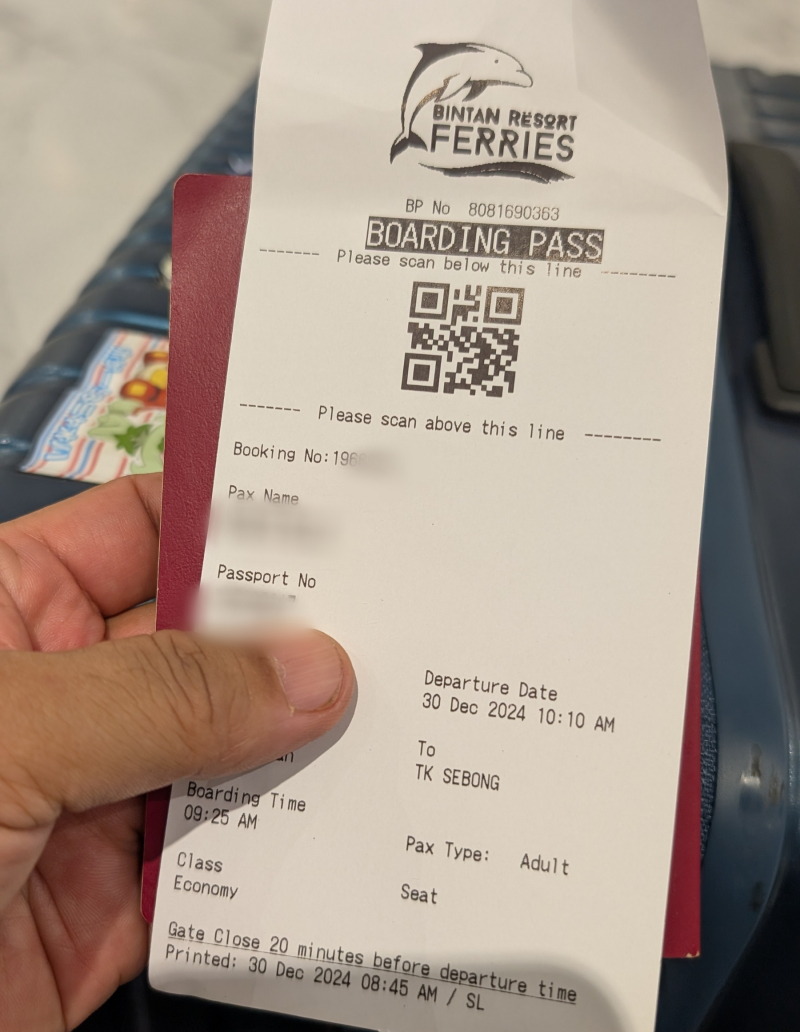 BINTAN RESORT
FERRIES
BP No 8081690363
BOARDING PASS
Please scan below this line
Please scan above this line
Booking No:196
Pax Name
Passport No
Departure Date
30 Dec 2024 10:10 AM
To
TK SEBONG
Boarding Time
09:25 AM
Pax Type: Adult
Class
Economy
Seat
Gate Close 20 minutes before departure time
Printed: 30 Dec 2024 08:45 AM / SL